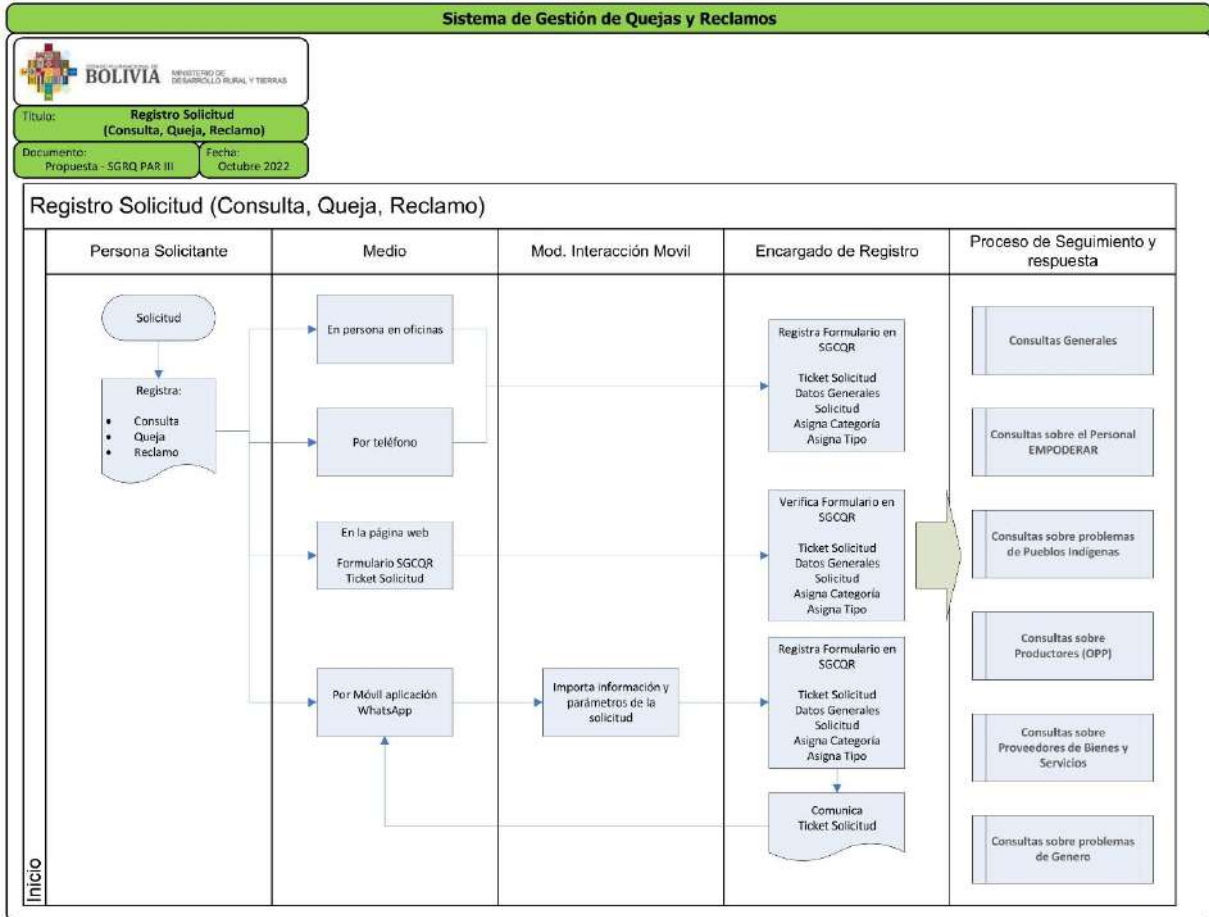 Sistema de Gestión de Quejas y Reclamos
BOLIVIA
MINISTERIO DE
DESARROLLO RURAL Y TIERRAS
Título:
Registro Solicitud
(Consulta, Queja, Reclamo)
Documento:
Propuesta - SGRQ PAR III
Fecha:
Octubre 2022
Registro Solicitud (Consulta, Queja, Reclamo)
Persona Solicitante
Medio
Mod. Interacción Movil
Encargado de Registro
Proceso de Seguimiento y
respuesta
Inicio
Solicitud
Registra:
• Consulta
• Queja
• Reclamo
En persona en oficinas
Por teléfono
En la página web
Formulario SGCQR
Ticket Solicitud
Por Móvil aplicación
WhatsApp
Importa información y
parámetros de la
solicitud
Registra Formulario en
SGCQR
Ticket Solicitud
Datos Generales
Solicitud
Asigna Categoría
Asigna Tipo
Verifica Formulario en
SGCQR
Ticket Solicitud
Datos Generales
Solicitud
Asigna Categoría
Asigna Tipo
Registra Formulario en
SGCQR
Ticket Solicitud
Datos Generales
Solicitud
Asigna Categoría
Asigna Tipo
Comunica
Ticket Solicitud
Consultas Generales
Consultas sobre el Personal
EMPODERAR
Consultas sobre problemas
de Pueblos Indígenas
Consultas sobre
Productores (OPP)
Consultas sobre
Proveedores de Bienes y
Servicios
Consultas sobre problemas
de Genero